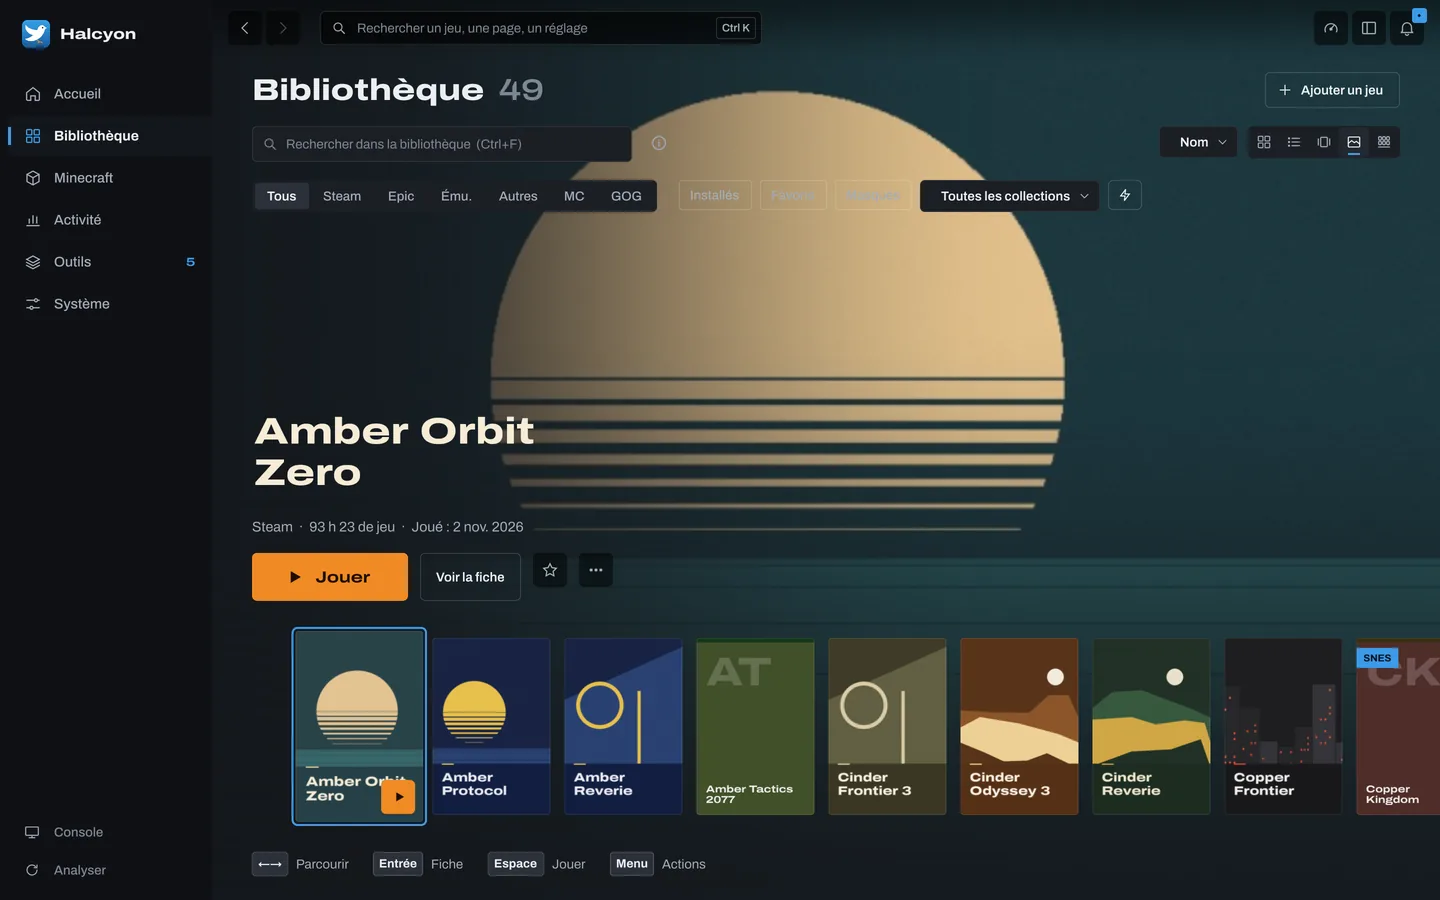 Halcyon
Rechercher un jeu, une page, un réglage
Ctrl K
Accueil
Bibliothèque
Minecraft
Activité
Outils
5
Système
Console
Analyser
Bibliothèque 49
Ajouter un jeu
Rechercher dans la bibliothèque (Ctrl+F)
Nom
Tous
Steam
Epic
Ému.
Autres
MC
GOG
Installés
Favoris
Toutes les collections
Amber Orbit
Zero
Steam · 93 h 23 de jeu · Joué : 2 nov. 2026
Jouer
Voir la fiche
Amber Orbit
Zero
Amber
Protocol
Amber
Reverie
AT
Amber Tactics
2077
Cinder
Frontier 3
Cinder
Odyssey 3
Cinder
Reverie
Copper
Frontier
SNES
CK
Copper
Kingdom
←→ Parcourir
Entrée Fiche
Espace Jouer
Menu Actions